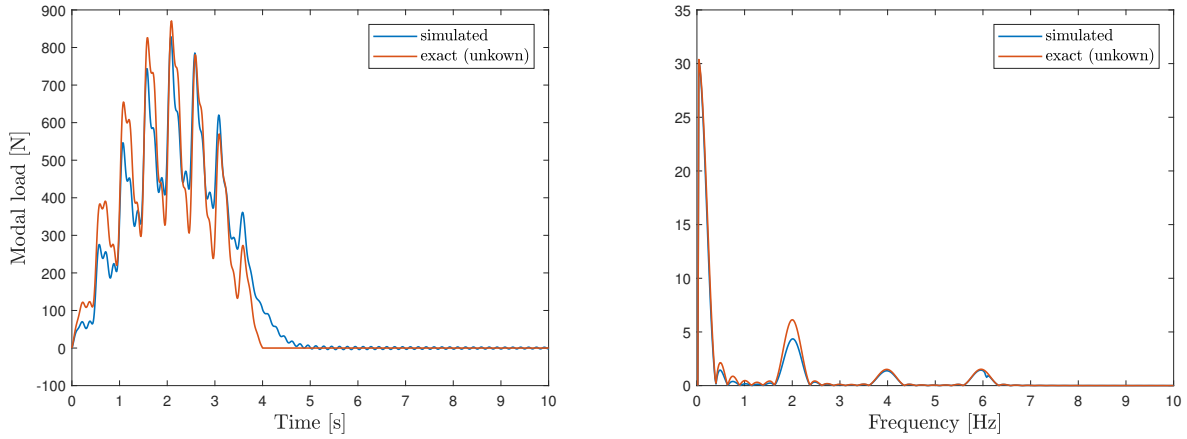 900
800
700
600
500
400
300
200
100
0
-100
Modal load [N]
0 1 2 3 4 5 6 7 8 9 10
Time [s]
simulated
exact (unkown)
35
30
25
20
15
10
5
0
0 1 2 3 4 5 6 7 8 9 10
Frequency [Hz]
simulated
exact (unkown)